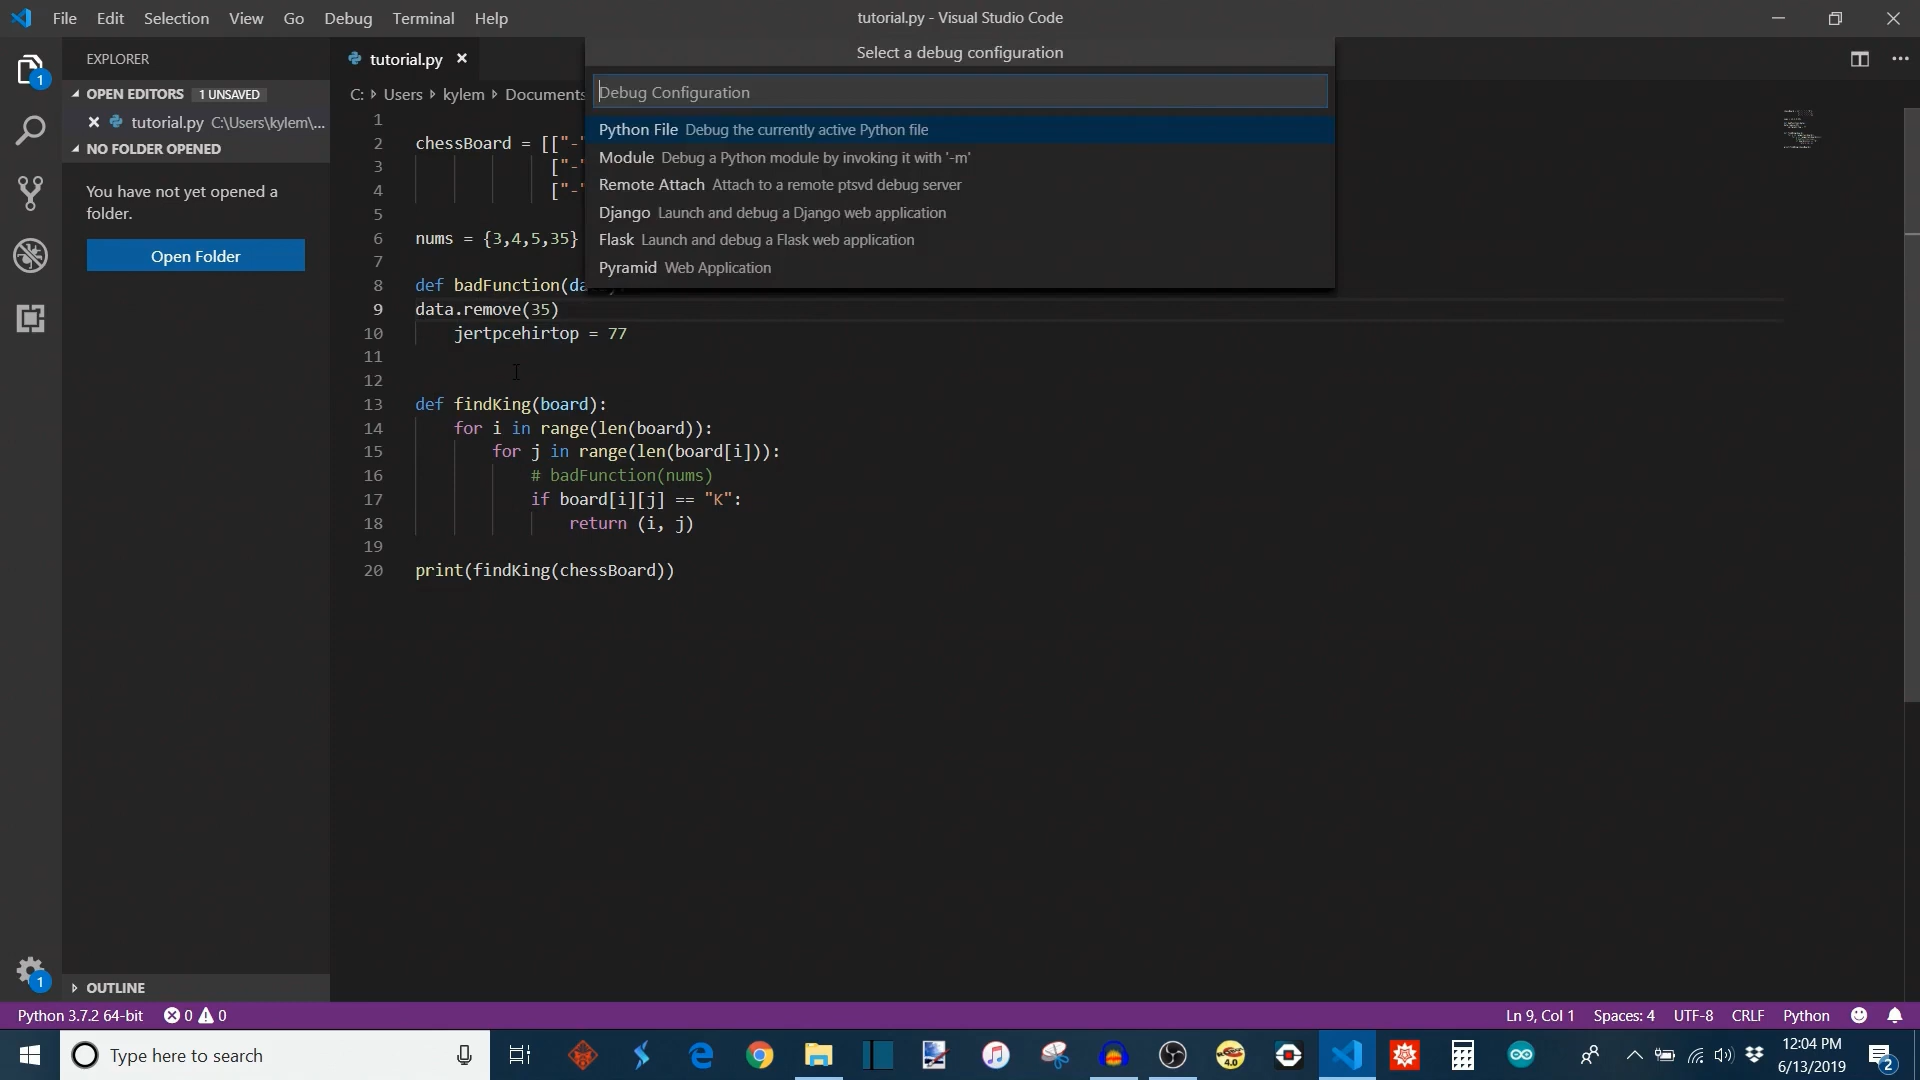 File Edit Selection View Go Debug Terminal Help
tutorial.py - Visual Studio Code
EXPLORER
OPEN EDITORS 1 UNSAVED
tutorial.py C:\Users\kylem\...
NO FOLDER OPENED
You have not yet opened a
folder.
Open Folder
OUTLINE
tutorial.py
C: Users kylem Documents
Select a debug configuration
Debug Configuration
Python File Debug the currently active Python file
Module Debug a Python module by invoking it with '-m'
Remote Attach Attach to a remote ptsvd debug server
Django Launch and debug a Django web application
Flask Launch and debug a Flask web application
Pyramid Web Application
1
2 chessBoard = [["-"
3 ["-"
4 ["-"
5
6 nums = {3,4,5,35}
7
8 def badFunction(da
9 data.remove(35)
10 jertpcehirtop = 77
11
12
13 def findKing(board):
14 for i in range(len(board)):
15 for j in range(len(board[i])):
16 # badFunction(nums)
17 if board[i][j] == "K":
18 return (i, j)
19
20 print(findKing(chessBoard))
1
Python 3.7.2 64-bit 0 0
Ln 9, Col 1 Spaces: 4 UTF-8 CRLF Python
Type here to search
4.0
12:04 PM
6/13/2019
2